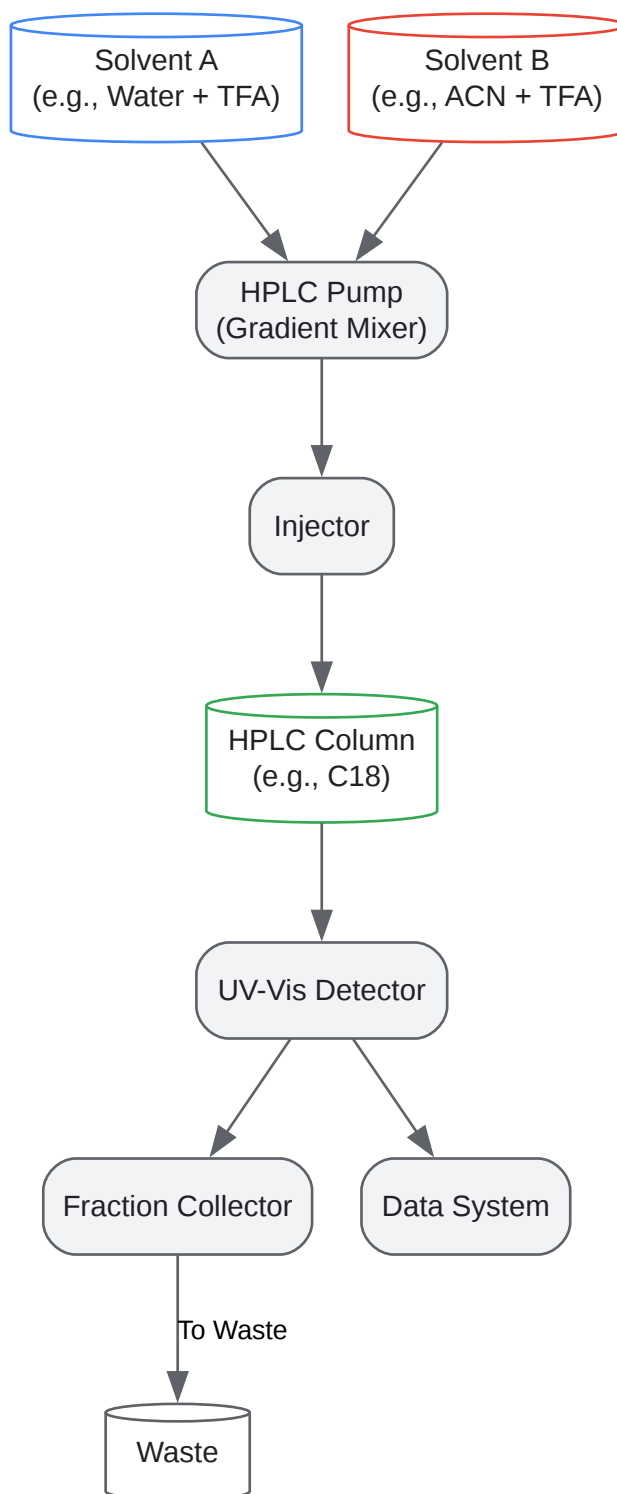 Solvent A
(e.g., Water + TFA)
Solvent B
(e.g., ACN + TFA)
HPLC Pump
(Gradient Mixer)
Injector
HPLC Column
(e.g., C18)
UV-Vis Detector
Fraction Collector
Data System
To Waste
Waste